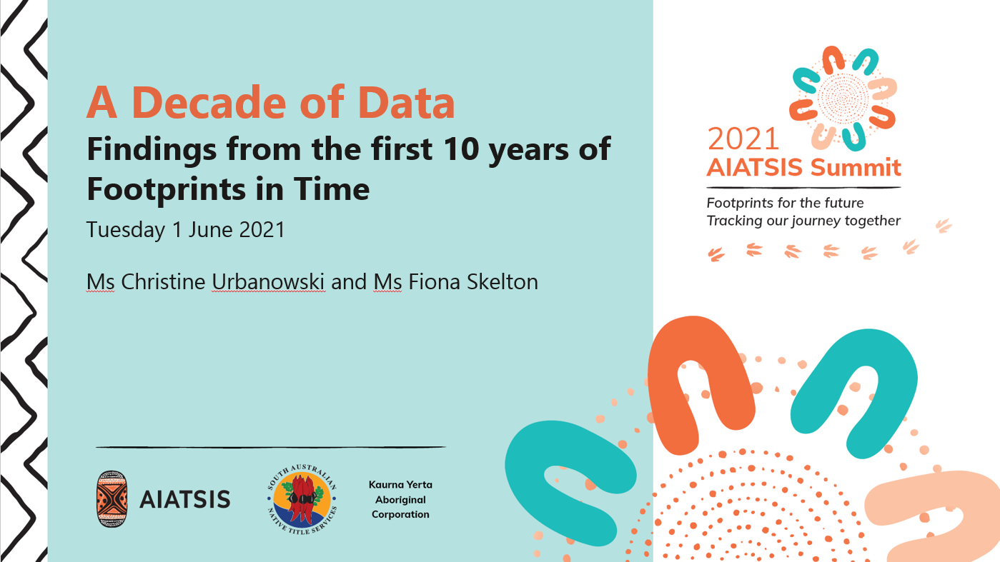 A Decade of Data
Findings from the first 10 years of
Footprints in Time
Tuesday 1 June 2021
Ms Christine Urbanowski and Ms Fiona Skelton
2021
AIATSIS Summit
Footprints for the future
Tracking our journey together
AIATSIS
SOUTH AUSTRALIAN
NATIVE TITLE SERVICES
Kaurna Yerta
Aboriginal
Corporation